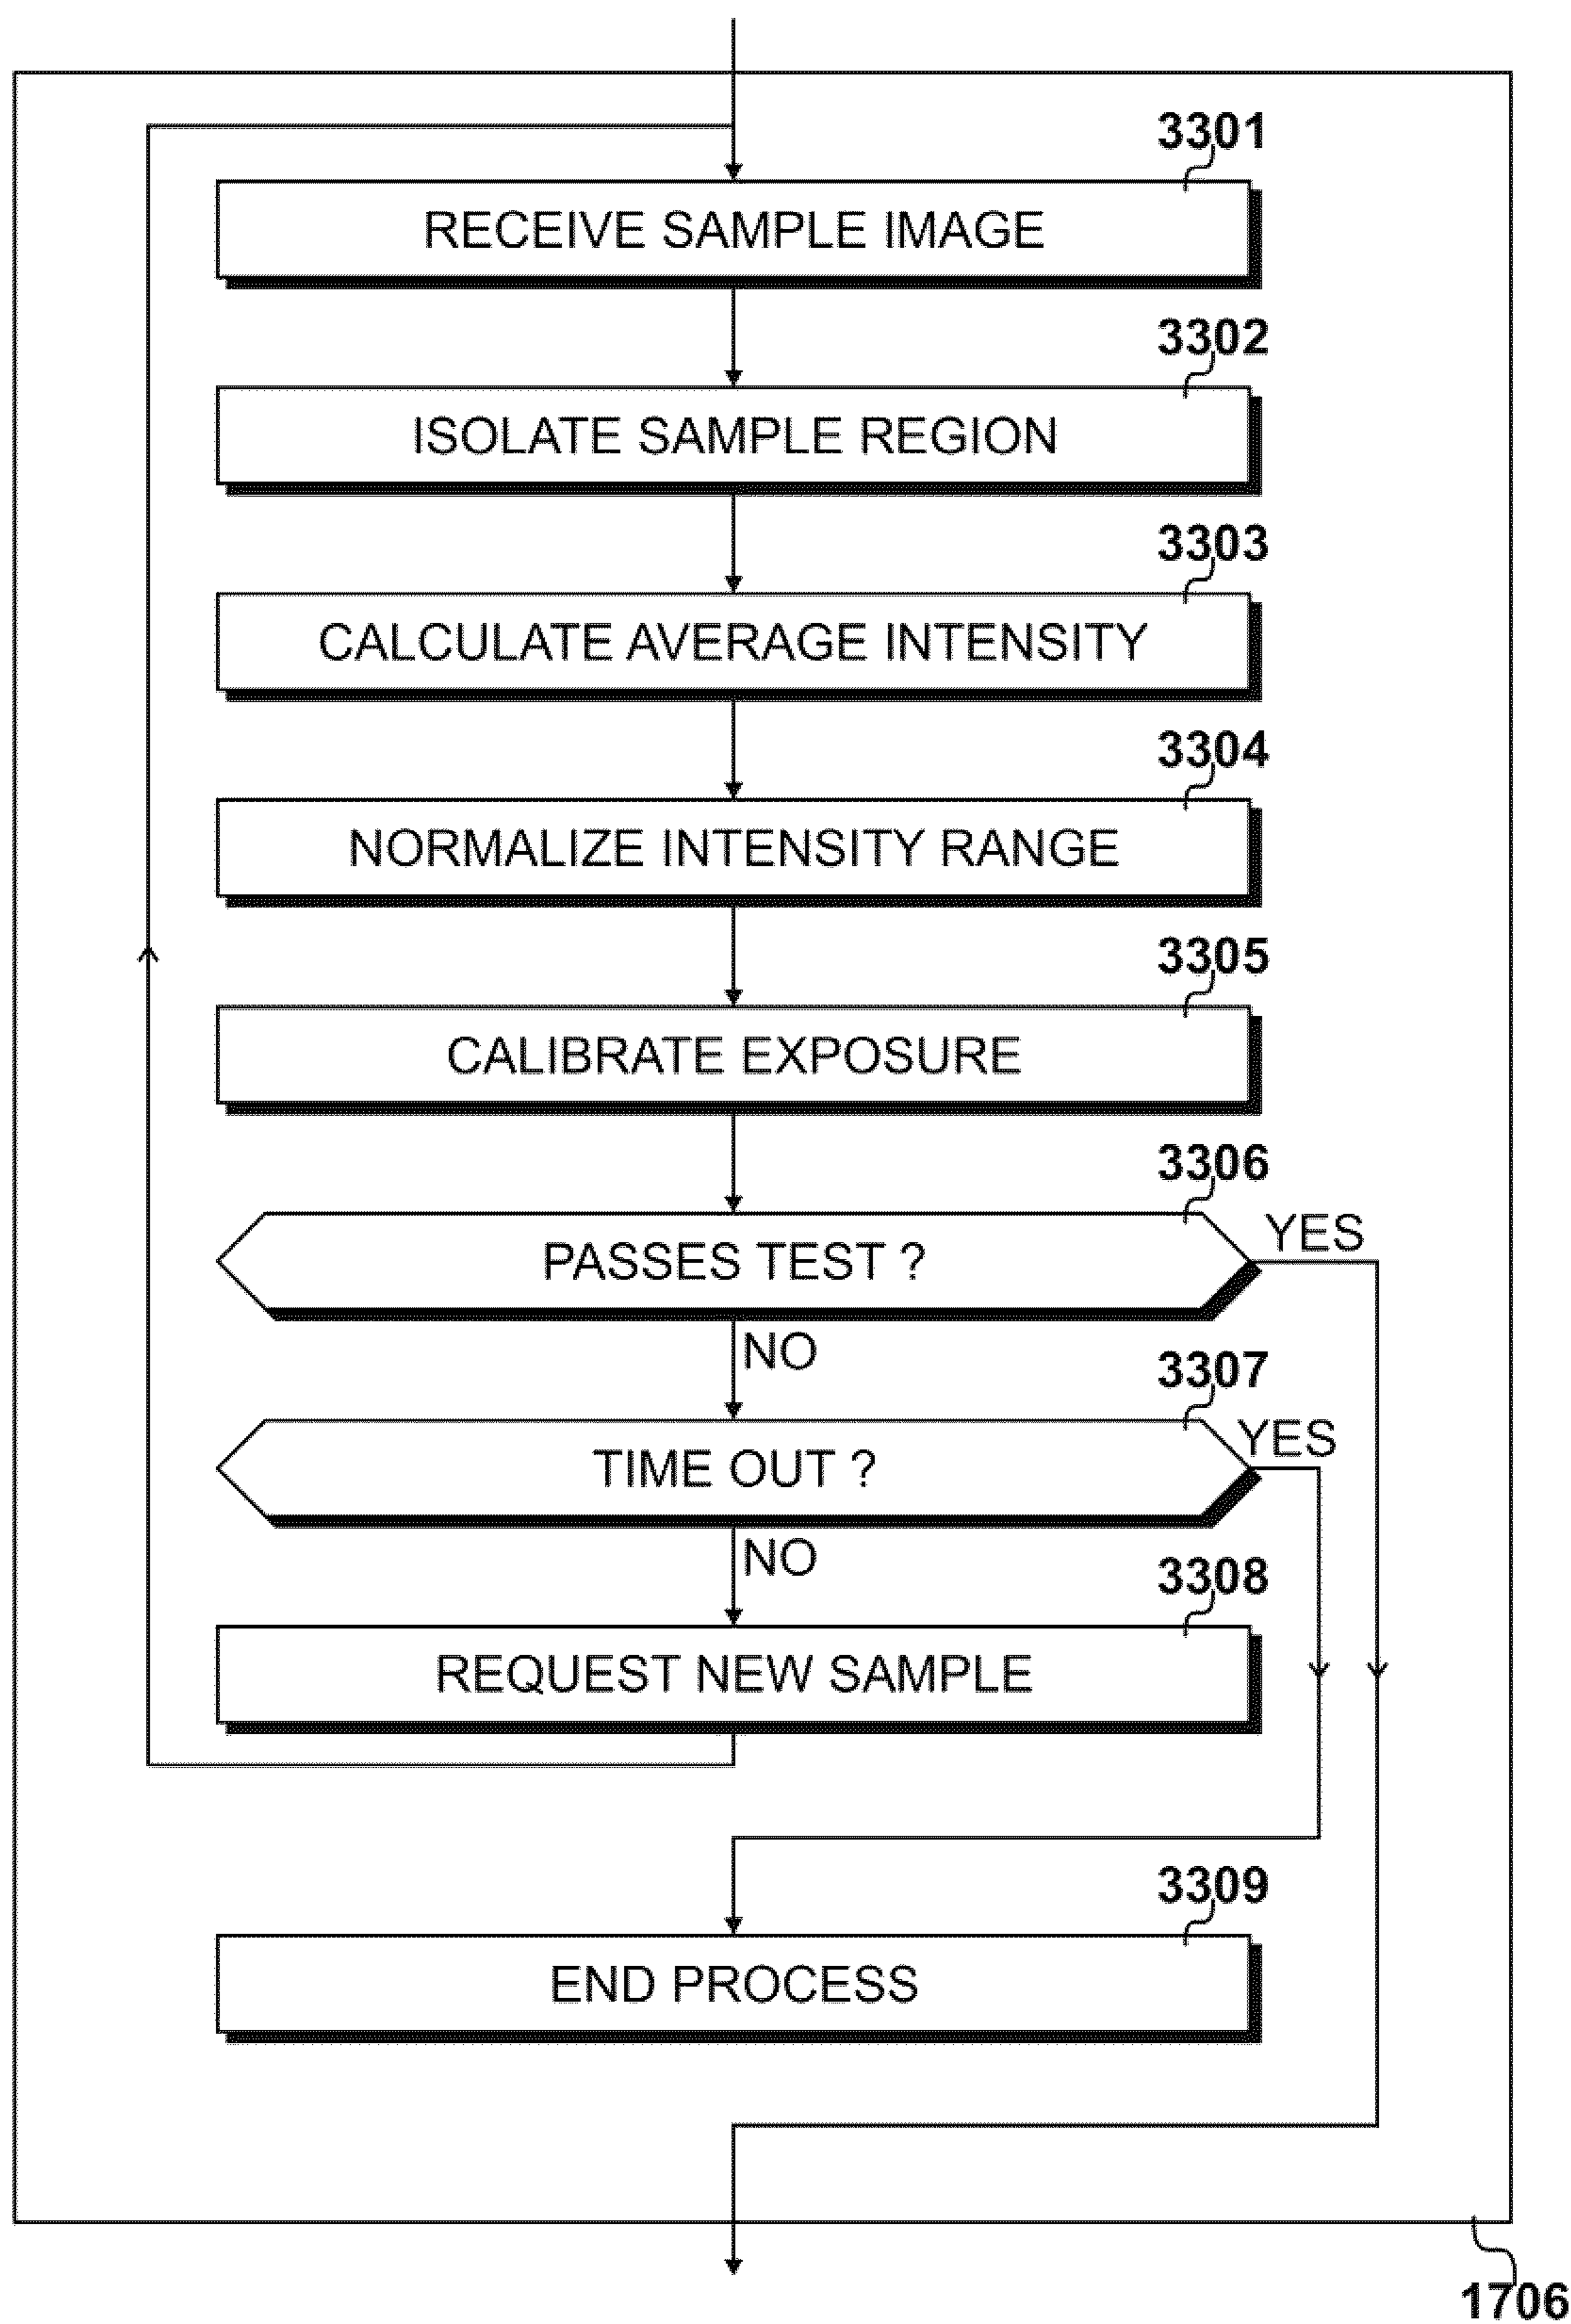 3301
RECEIVE SAMPLE IMAGE
3302
ISOLATE SAMPLE REGION
3303
CALCULATE AVERAGE INTENSITY
3304
NORMALIZE INTENSITY RANGE
3305
CALIBRATE EXPOSURE
3306
PASSES TEST ?
YES
NO
3307
TIME OUT ?
YES
NO
3308
REQUEST NEW SAMPLE
3309
END PROCESS
1706